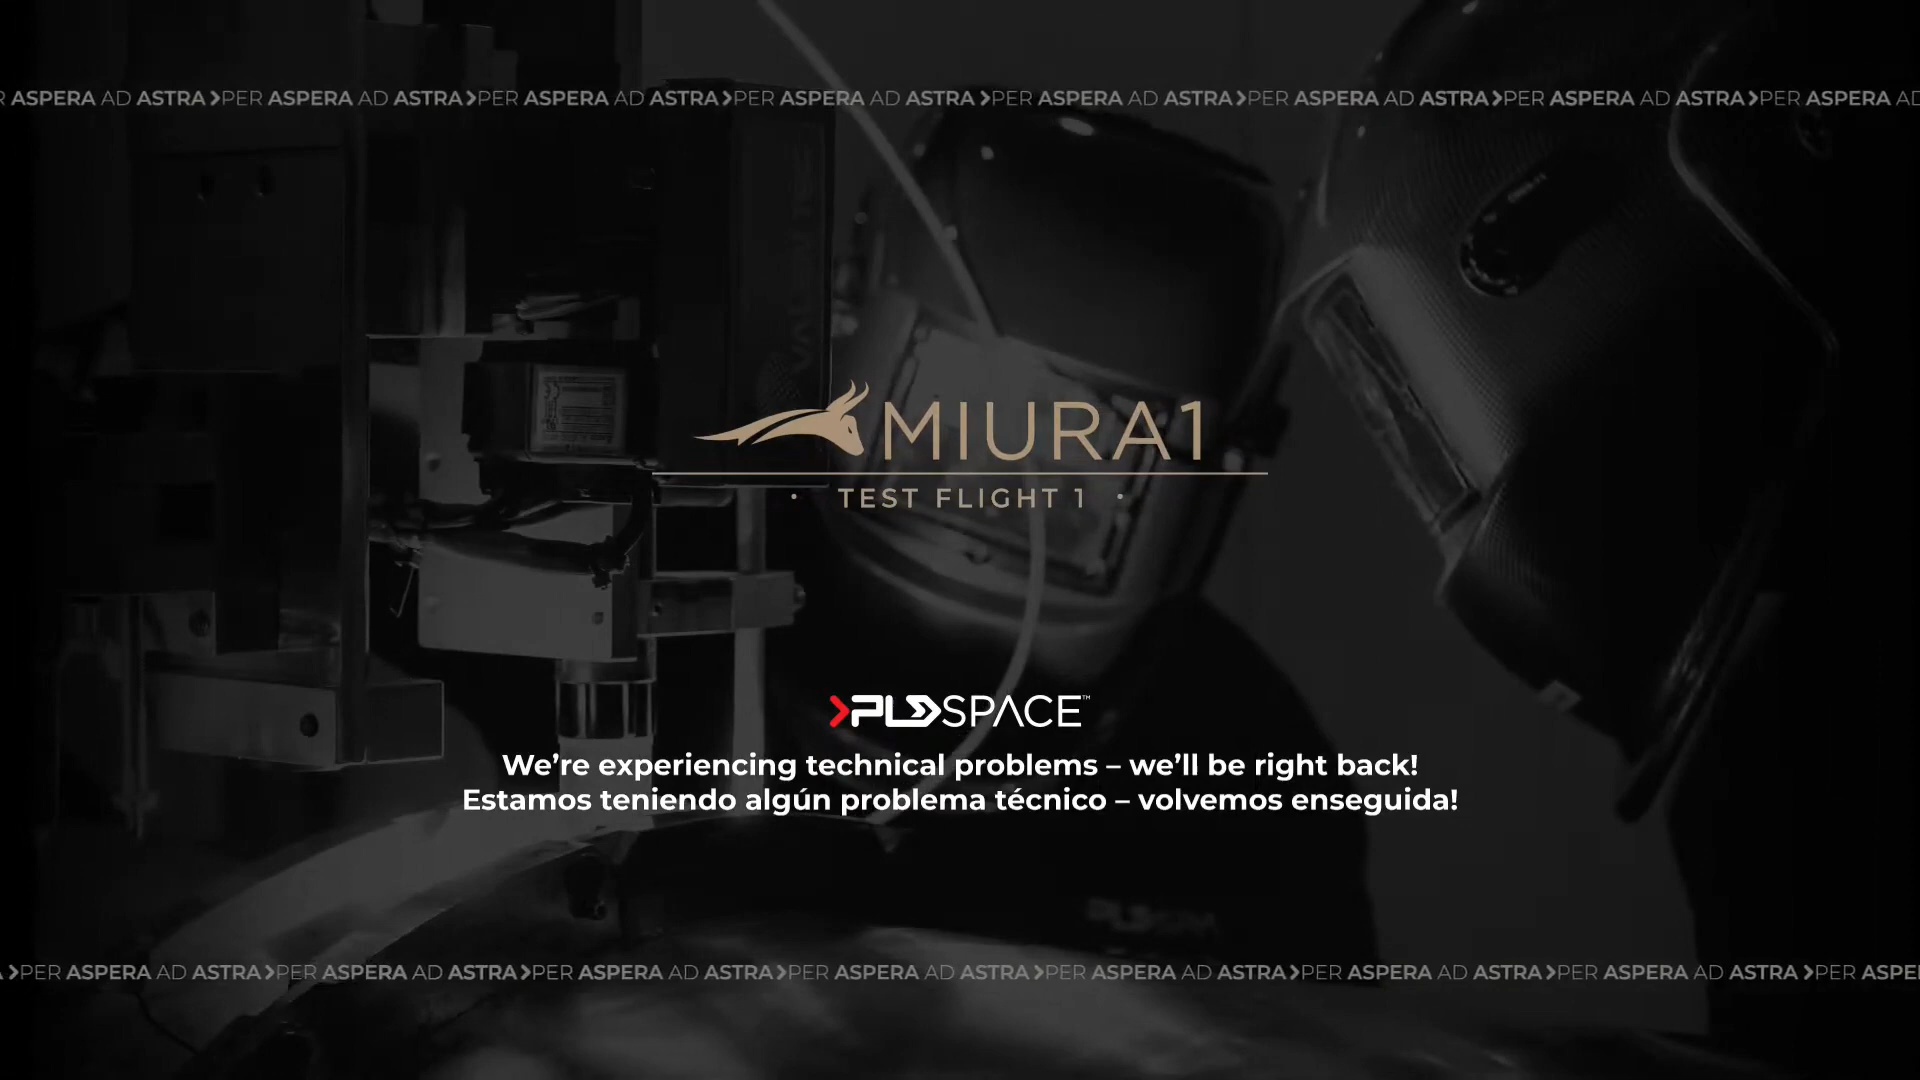 ASPERA AD ASTRA PER ASPERA AD ASTRA PER ASPERA AD ASTRA PER ASPERA AD ASTRA PER ASPERA AD ASTRA PER ASPERA AD ASTRA PER ASPERA AD ASTRA PER ASPERA AD
MIURA1
· TEST FLIGHT 1 ·
PLD SPACE™
We’re experiencing technical problems – we’ll be right back!
Estamos teniendo algún problema técnico – volvemos enseguida!
PER ASPERA AD ASTRA PER ASPERA AD ASTRA PER ASPERA AD ASTRA PER ASPERA AD ASTRA PER ASPERA AD ASTRA PER ASPERA AD ASTRA PER ASPERA AD ASTRA PER ASPE